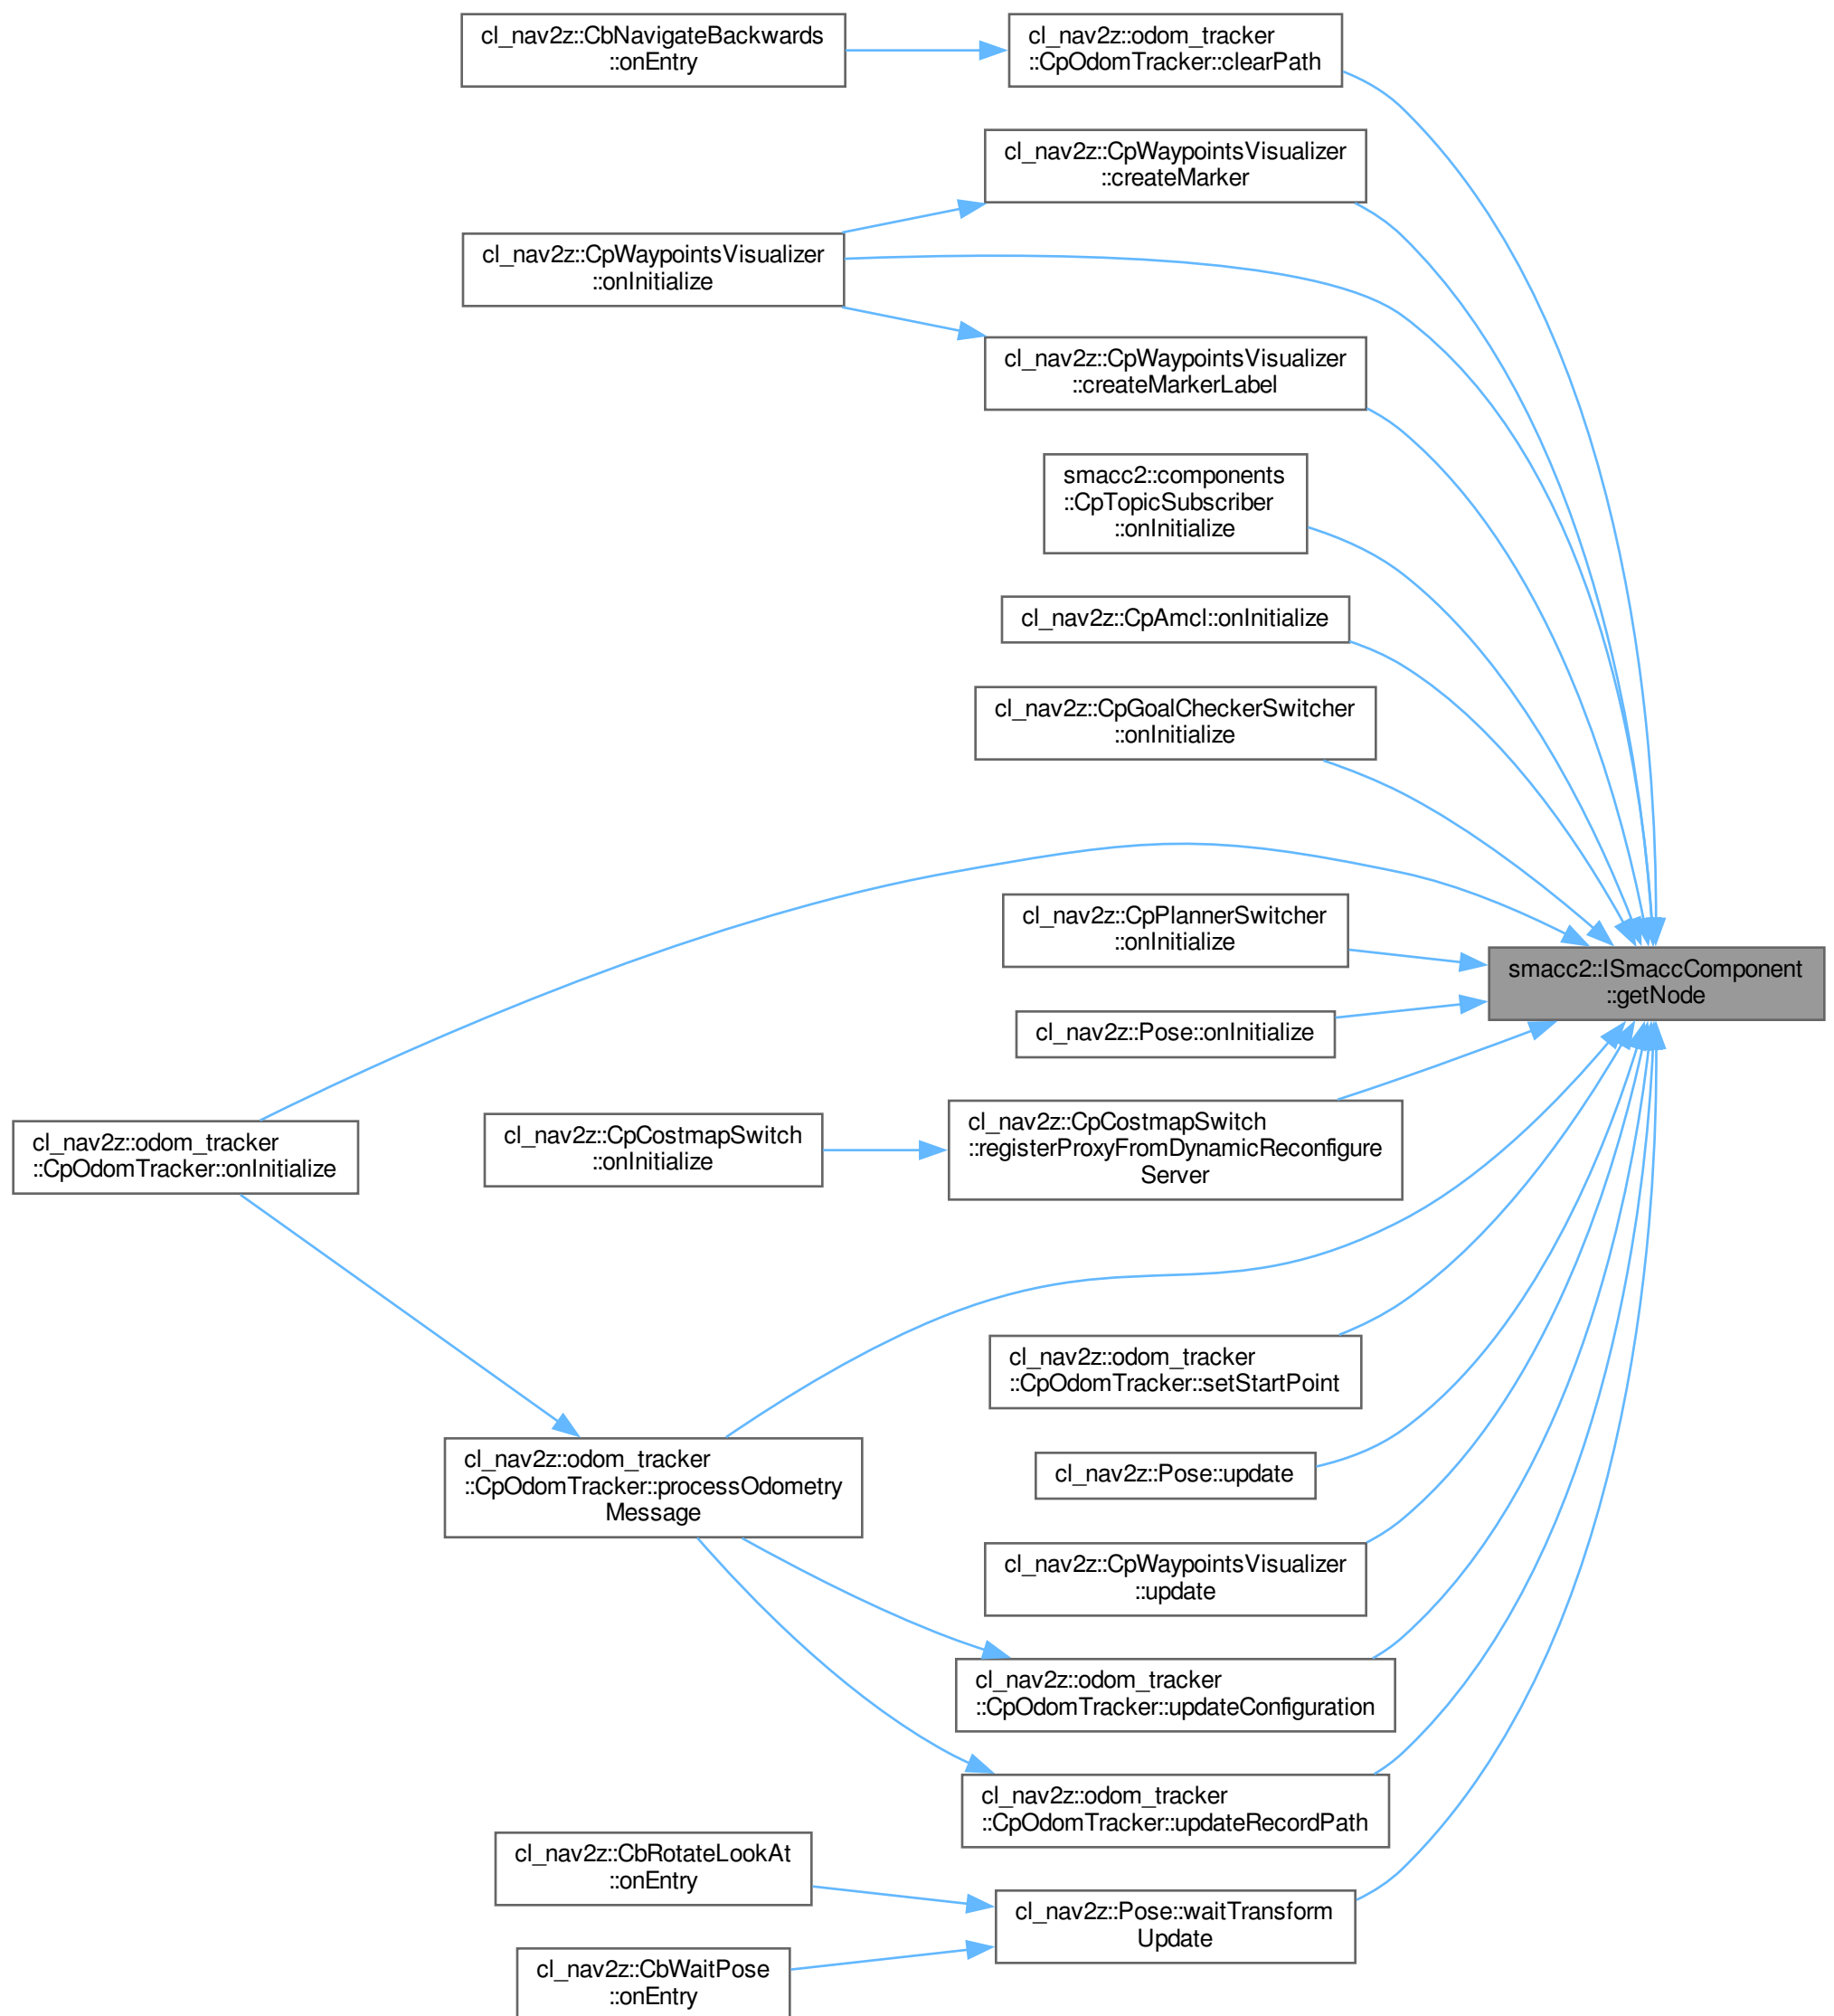 cl_nav2z::CbNavigateBackwards
::onEntry
cl_nav2z::odom_tracker
::CpOdomTracker::clearPath
cl_nav2z::CpWaypointsVisualizer
::createMarker
cl_nav2z::CpWaypointsVisualizer
::onInitialize
cl_nav2z::CpWaypointsVisualizer
::createMarkerLabel
smacc2::components
::CpTopicSubscriber
::onInitialize
cl_nav2z::CpAmcl::onInitialize
cl_nav2z::CpGoalCheckerSwitcher
::onInitialize
cl_nav2z::CpPlannerSwitcher
::onInitialize
smacc2::ISmaccComponent
::getNode
cl_nav2z::Pose::onInitialize
cl_nav2z::odom_tracker
::CpOdomTracker::onInitialize
cl_nav2z::CpCostmapSwitch
::onInitialize
cl_nav2z::CpCostmapSwitch
::registerProxyFromDynamicReconfigure
Server
cl_nav2z::odom_tracker
::CpOdomTracker::setStartPoint
cl_nav2z::odom_tracker
::CpOdomTracker::processOdometry
Message
cl_nav2z::Pose::update
cl_nav2z::CpWaypointsVisualizer
::update
cl_nav2z::odom_tracker
::CpOdomTracker::updateConfiguration
cl_nav2z::odom_tracker
::CpOdomTracker::updateRecordPath
cl_nav2z::CbRotateLookAt
::onEntry
cl_nav2z::Pose::waitTransform
Update
cl_nav2z::CbWaitPose
::onEntry